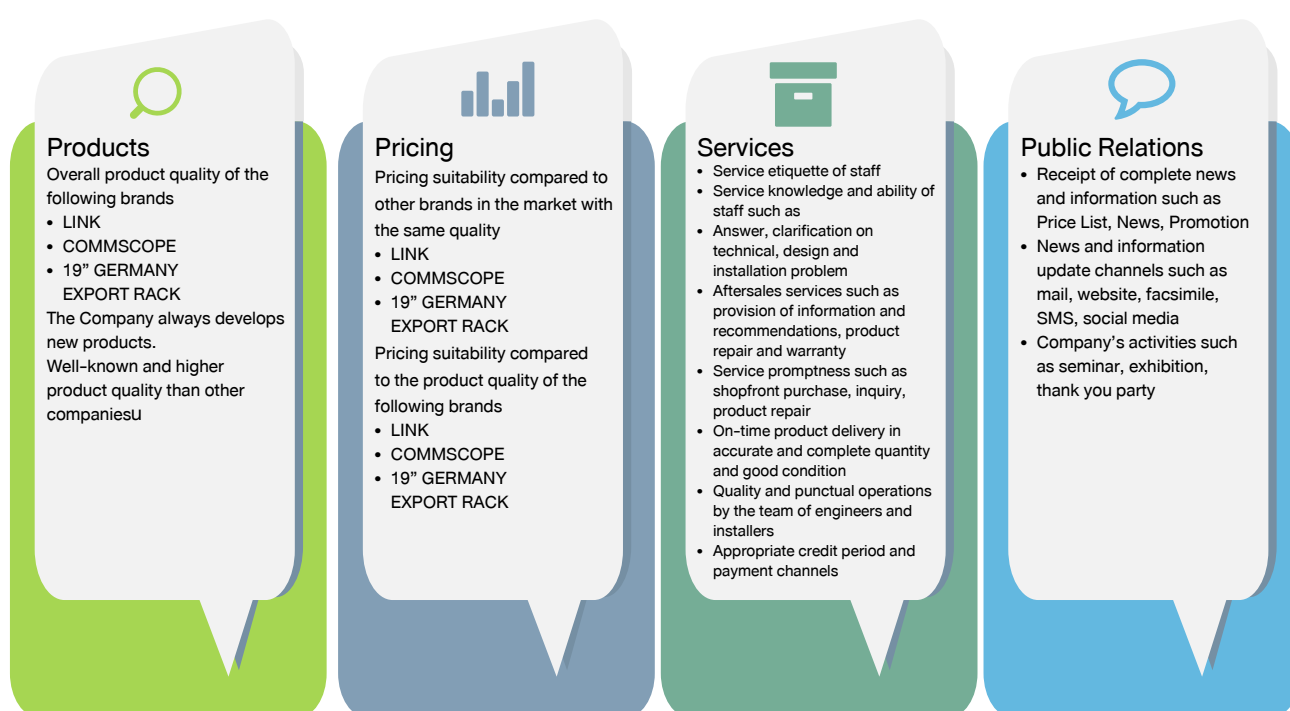 Products
Overall product quality of the
following brands
• LINK
• COMMSCOPE
• 19” GERMANY
EXPORT RACK
The Company always develops
new products.
Well-known and higher
product quality than other
companiesU
Pricing
Pricing suitability compared to
other brands in the market with
the same quality
• LINK
• COMMSCOPE
• 19” GERMANY
EXPORT RACK
Pricing suitability compared
to the product quality of the
following brands
• LINK
• COMMSCOPE
• 19” GERMANY
EXPORT RACK
Services
• Service etiquette of staff
• Service knowledge and ability of
staff such as
• Answer, clarification on
technical, design and
installation problem
• Aftersales services such as
provision of information and
recommendations, product
repair and warranty
• Service promptness such as
shopfront purchase, inquiry,
product repair
• On-time product delivery in
accurate and complete quantity
and good condition
• Quality and punctual operations
by the team of engineers and
installers
• Appropriate credit period and
payment channels
Public Relations
• Receipt of complete news
and information such as
Price List, News, Promotion
• News and information
update channels such as
mail, website, facsimile,
SMS, social media
• Company’s activities such
as seminar, exhibition,
thank you party